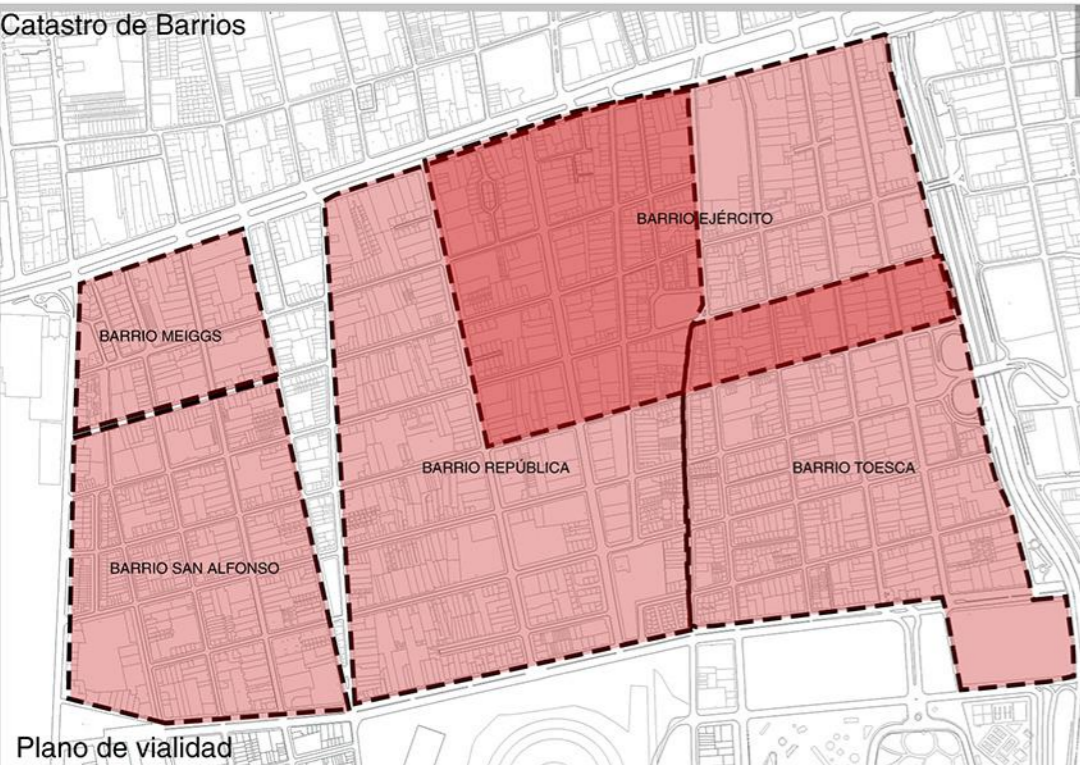 Catastro de Barrios
BARRIO EJÉRCITO
BARRIO MEIGGS
BARRIO REPÚBLICA
BARRIO TOESCA
BARRIO SAN ALFONSO
Plano de vialidad